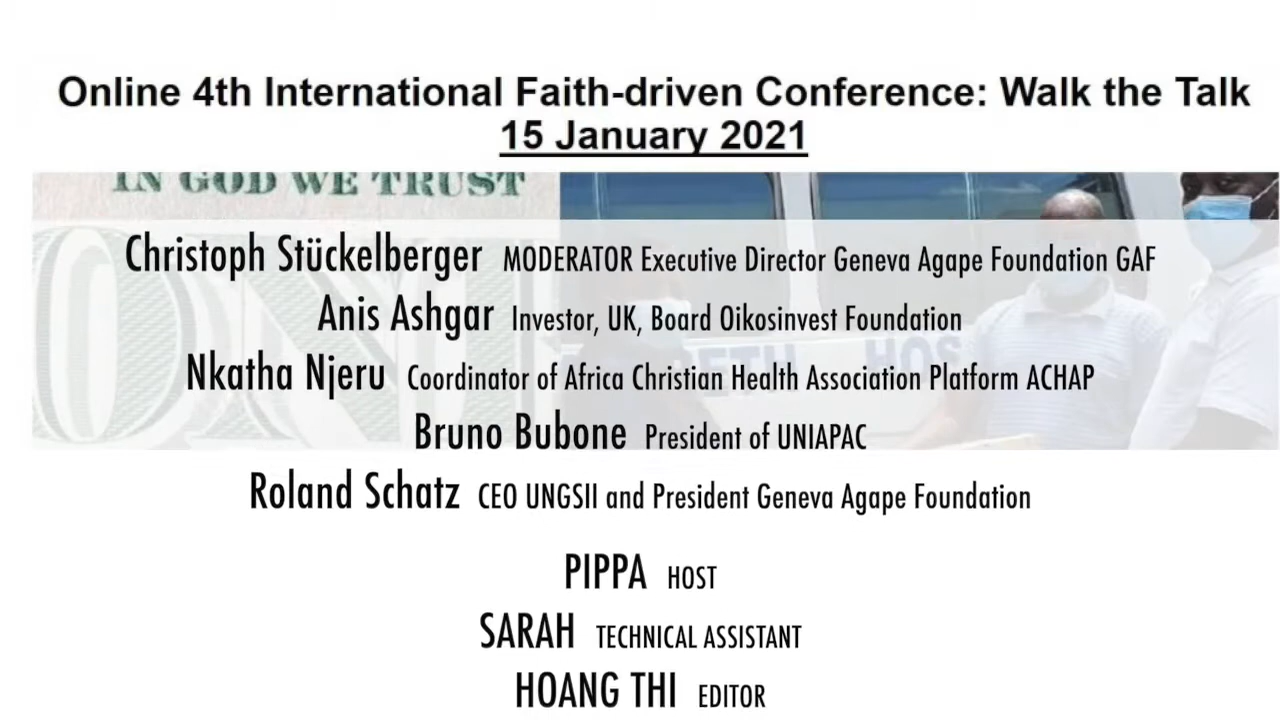 Online 4th International Faith-driven Conference: Walk the Talk
15 January 2021
IN GOD WE TRUST
Christoph Stückelberger MODERATOR Executive Director Geneva Agape Foundation GAF
Anis Ashgar Investor, UK, Board Oikosinvest Foundation
Nkatha Njeru Coordinator of Africa Christian Health Association Platform ACHAP
Bruno Bubone President of UNIAPAC
Roland Schatz CEO UNGSII and President Geneva Agape Foundation
PIPPA HOST
SARAH TECHNICAL ASSISTANT
HOANG THI EDITOR